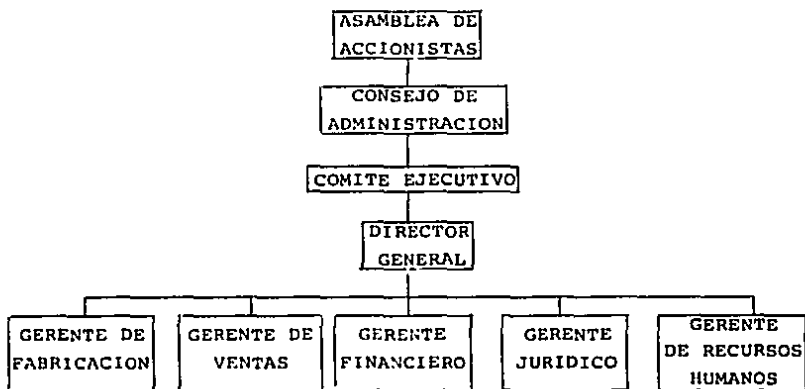 ASAMBLEA DE
ACCIONISTAS
CONSEJO DE
ADMINISTRACION
COMITE EJECUTIVO
DIRECTOR
GENERAL
GERENTE DE
FABRICACION
GERENTE DE
VENTAS
GERENTE
FINANCIERO
GERENTE
JURIDICO
GERENTE
DE RECURSOS
HUMANOS